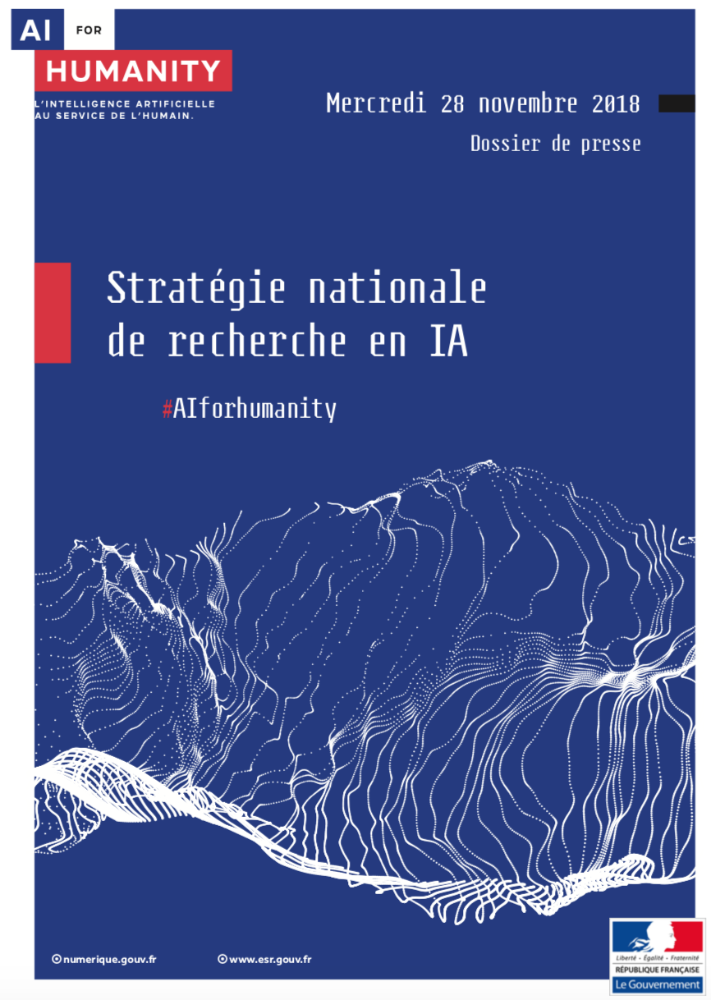 AI FOR
HUMANITY
L'INTELLIGENCE ARTIFICIELLE
AU SERVICE DE L'HUMAIN.
Mercredi 28 novembre 2018
Dossier de presse
Stratégie nationale
de recherche en IA
#AIforhumanity
numerique.gouv.fr
www.esr.gouv.fr
Liberté • Égalité • Fraternité
RÉPUBLIQUE FRANÇAISE
Le Gouvernement